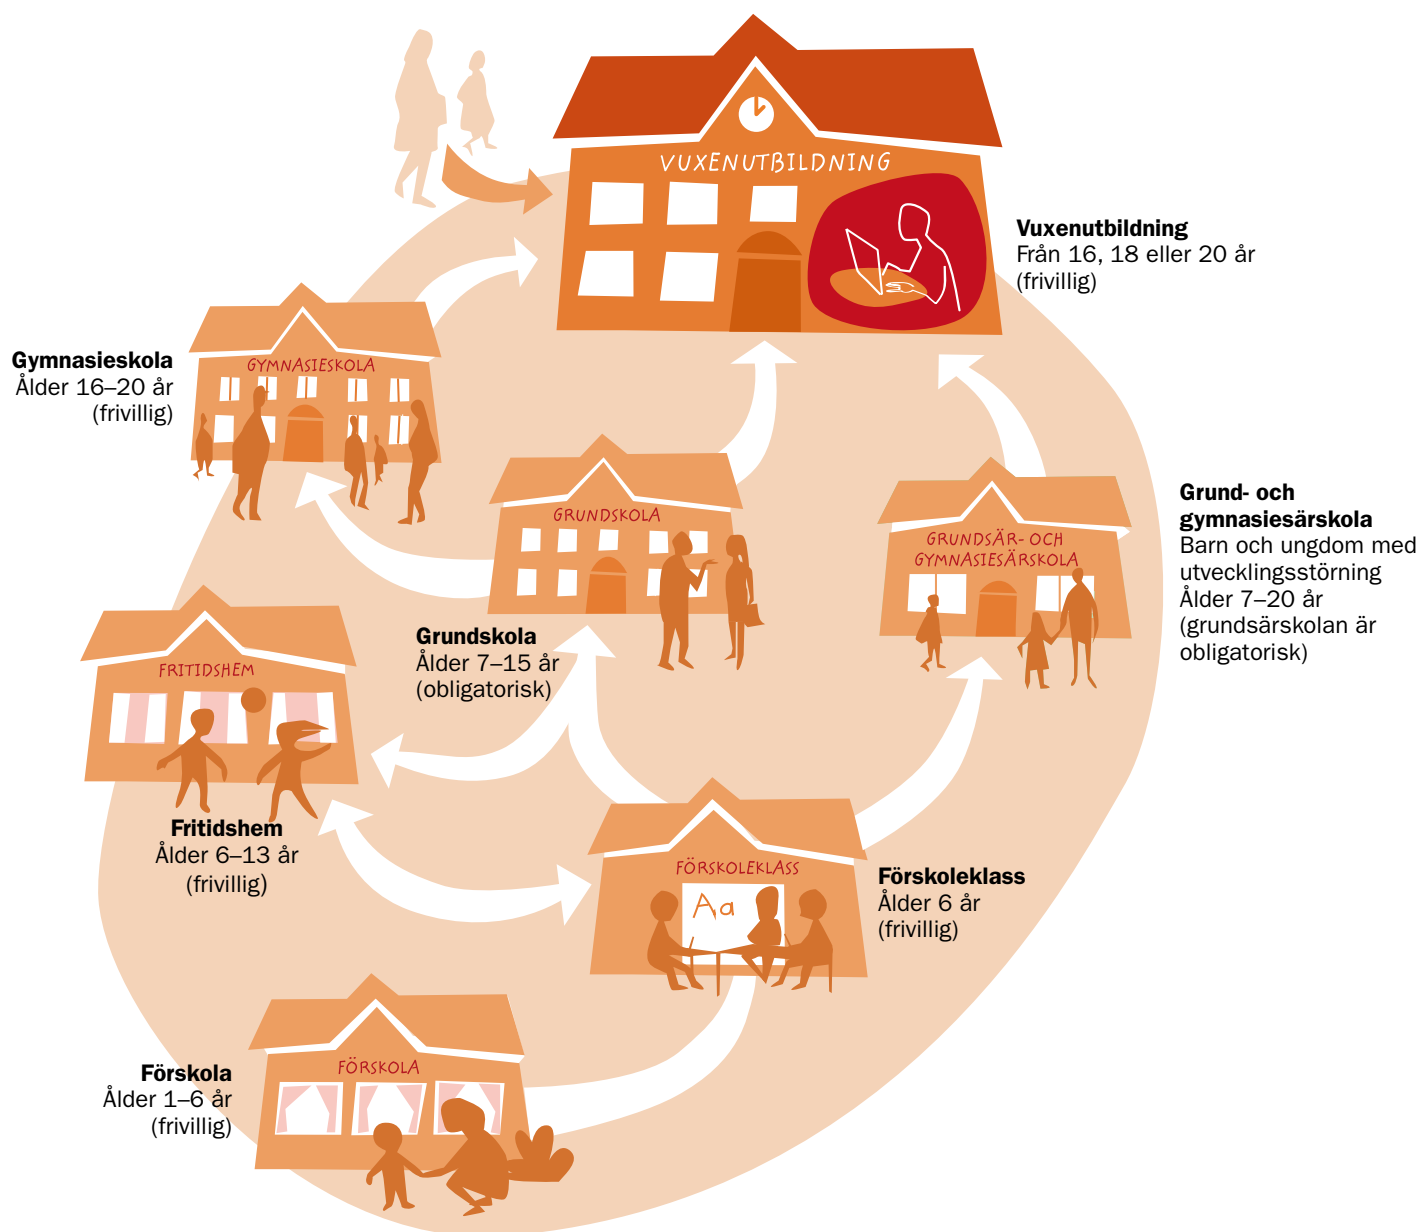 VUXENUTBILDNING
Vuxenutbildning
Från 16, 18 eller 20 år
(frivillig)
Gymnasieskola
Ålder 16–20 år
(frivillig)
GYMNASIESKOLA
GRUNDSKOLA
Grundskola
Ålder 7–15 år
(obligatorisk)
GRUNDSÄR- OCH
GYMNASIESÄRSKOLA
Grund- och
gymnasiesärskola
Barn och ungdom med
utvecklingsstörning
Ålder 7–20 år
(grundsärskolan är
obligatorisk)
FRITIDSHEM
Fritidshem
Ålder 6–13 år
(frivillig)
FÖRSKOLEKLASS
Aa
Förskoleklass
Ålder 6 år
(frivillig)
FÖRSKOLA
Förskola
Ålder 1–6 år
(frivillig)